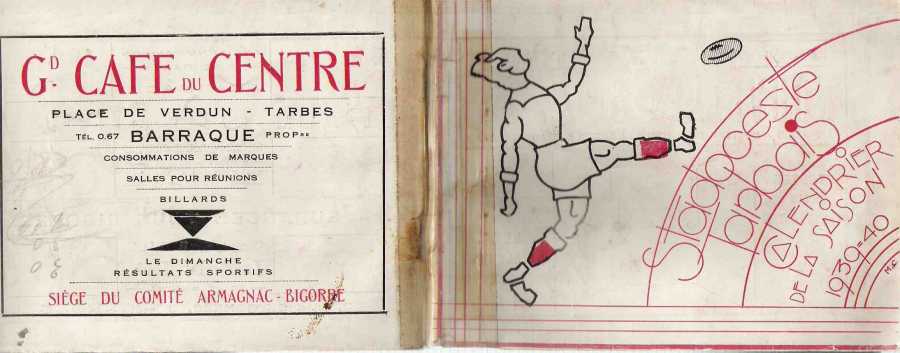 GD. CAFE DU CENTRE
PLACE DE VERDUN - TARBES
TÉL. 0.67 BARRAQUE PROPRE
CONSOMMATIONS DE MARQUES
SALLES POUR RÉUNIONS
BILLARDS
LE DIMANCHE
RÉSULTATS SPORTIFS
SIÈGE DU COMITÉ ARMAGNAC-BIGORRE
Stadoceste
Tarbais
CALENDRIER
DE LA SAISON
1939=40